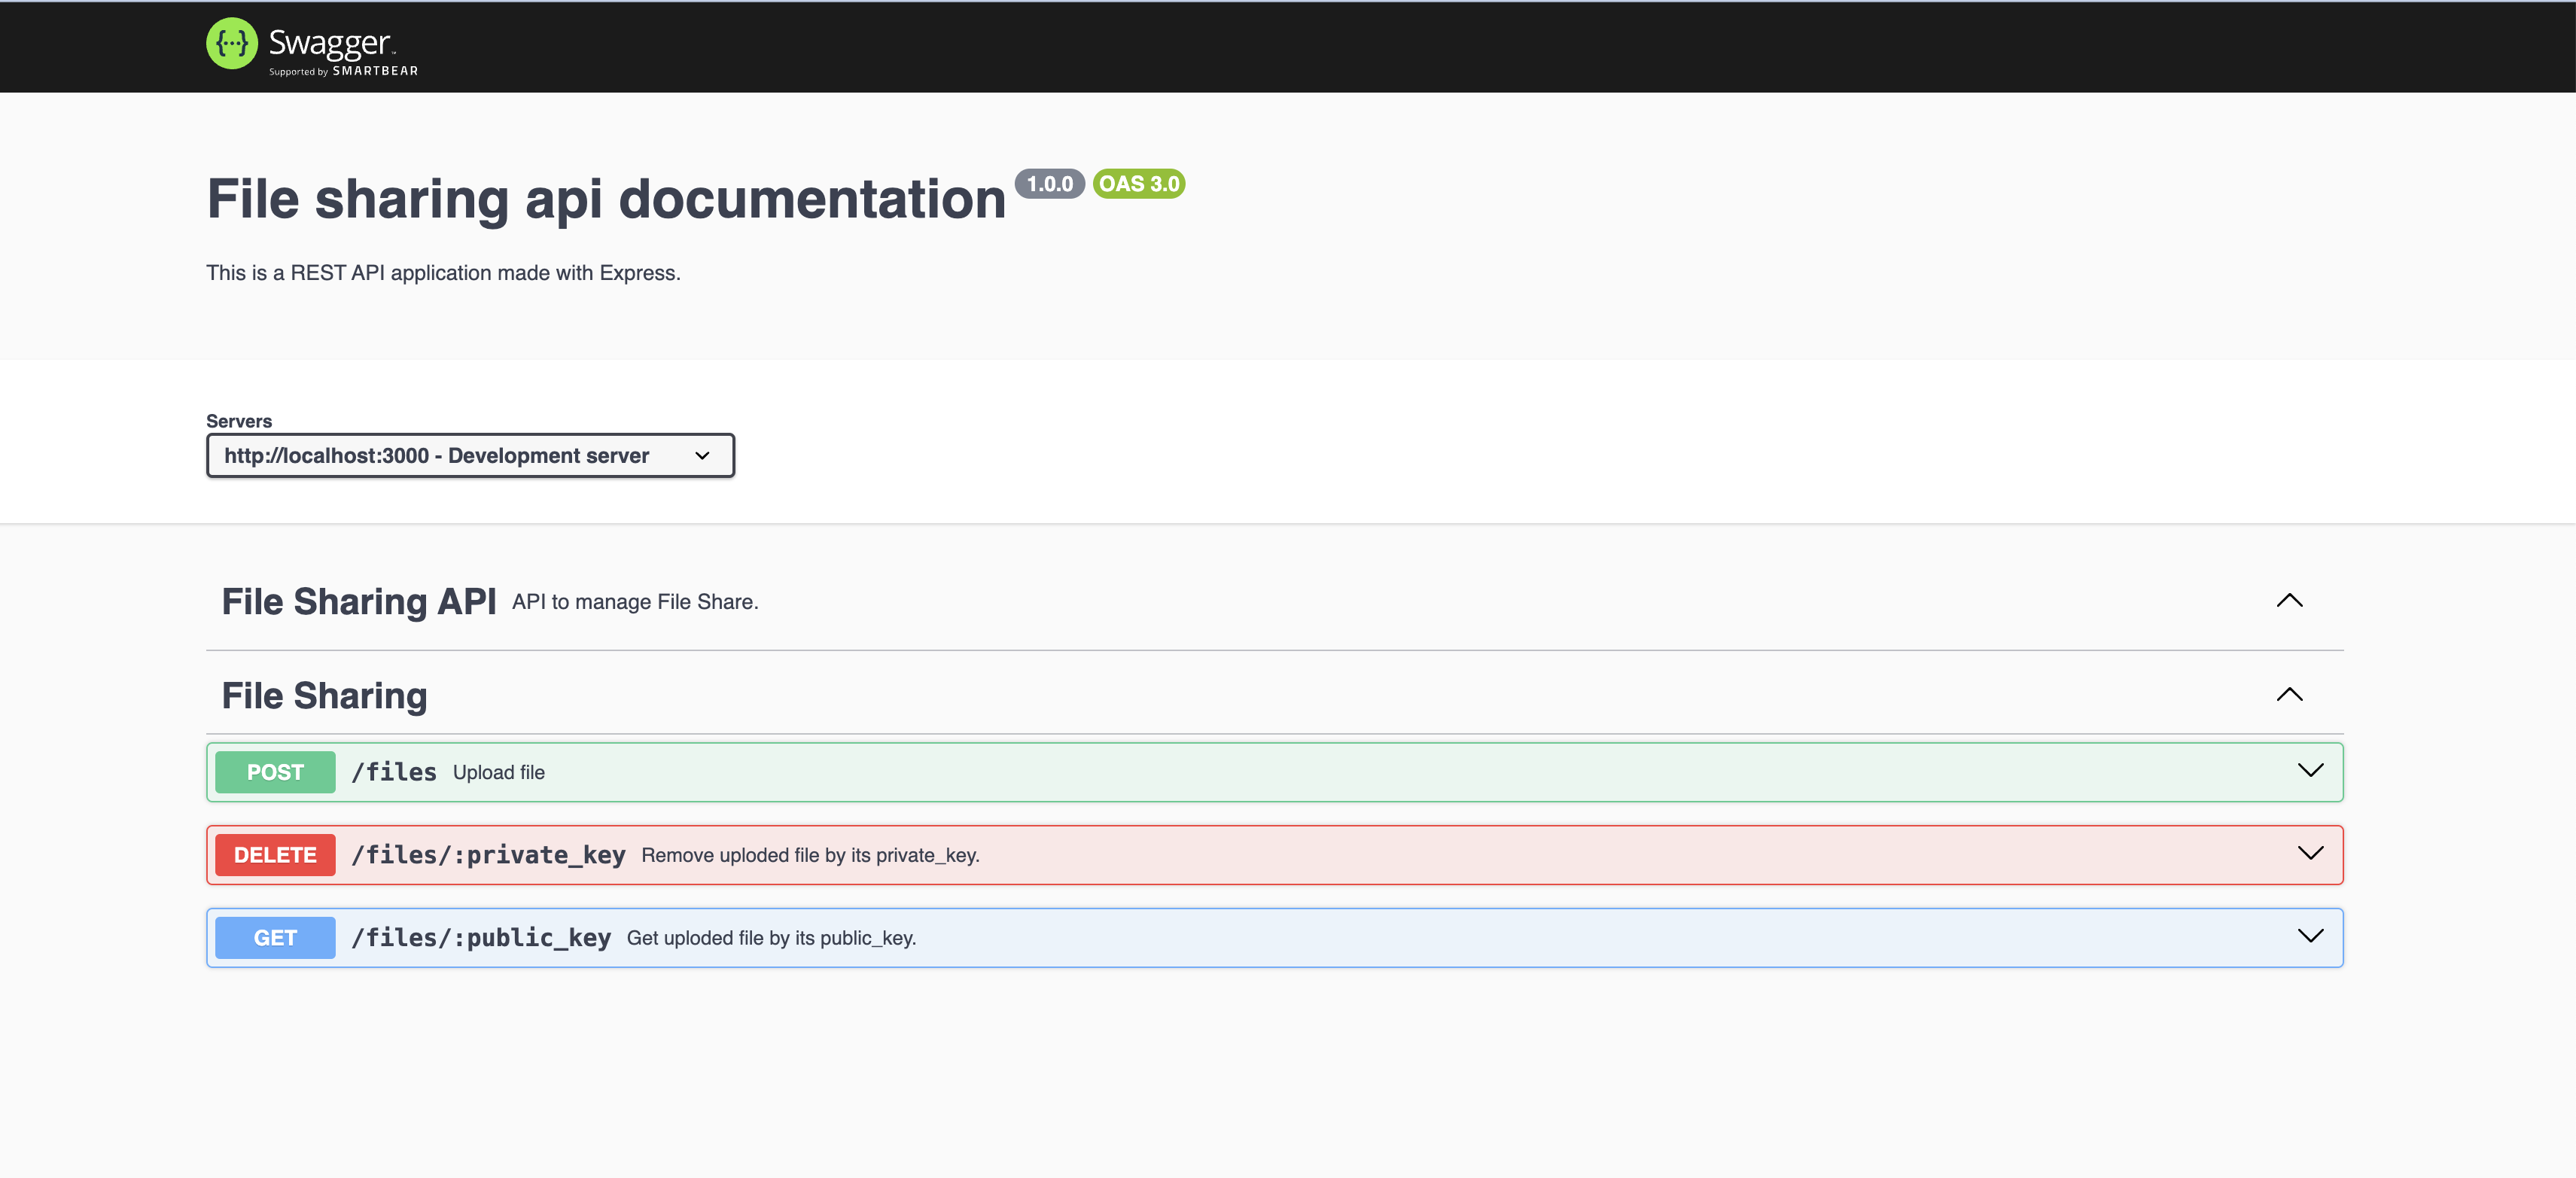 {···} Swagger™
Supported by SMARTBEAR
File sharing api documentation 1.0.0 OAS 3.0
This is a REST API application made with Express.
Servers
http://localhost:3000 - Development server
File Sharing API API to manage File Share.
File Sharing
POST /files Upload file
DELETE /files/:private_key Remove uploded file by its private_key.
GET /files/:public_key Get uploded file by its public_key.